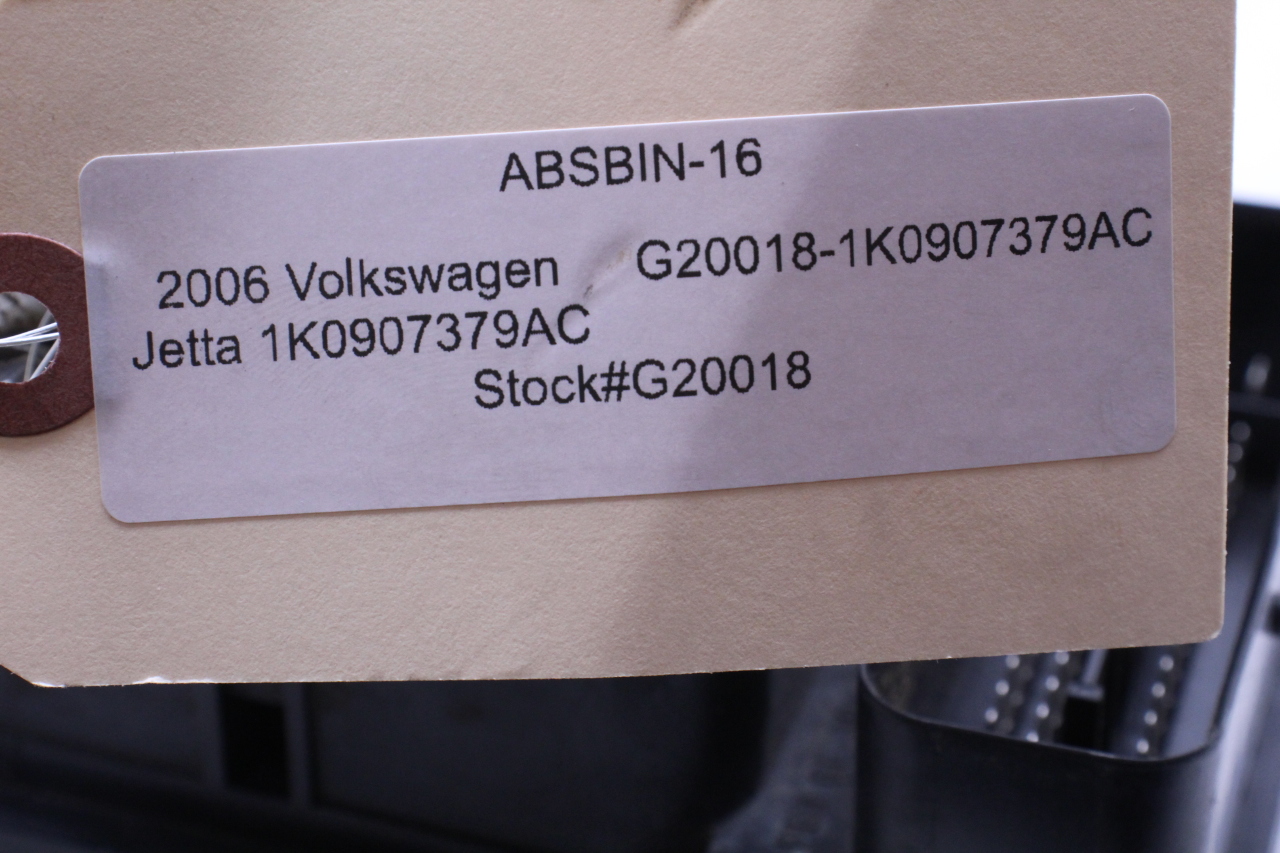 ABSBIN-16
2006 Volkswagen G20018-1K0907379AC
Jetta 1K0907379AC
Stock#G20018